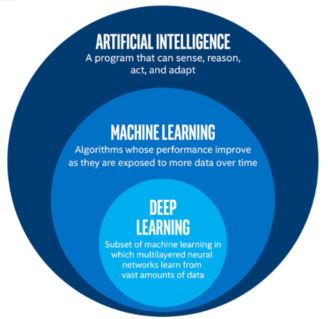 ARTIFICIAL INTELLIGENCE
A program that can sense, reason,
act, and adapt
MACHINE LEARNING
Algorithms whose performance improve
as they are exposed to more data over time
DEEP
LEARNING
Subset of machine learning in
which multilayered neural
networks learn from
vast amounts of data